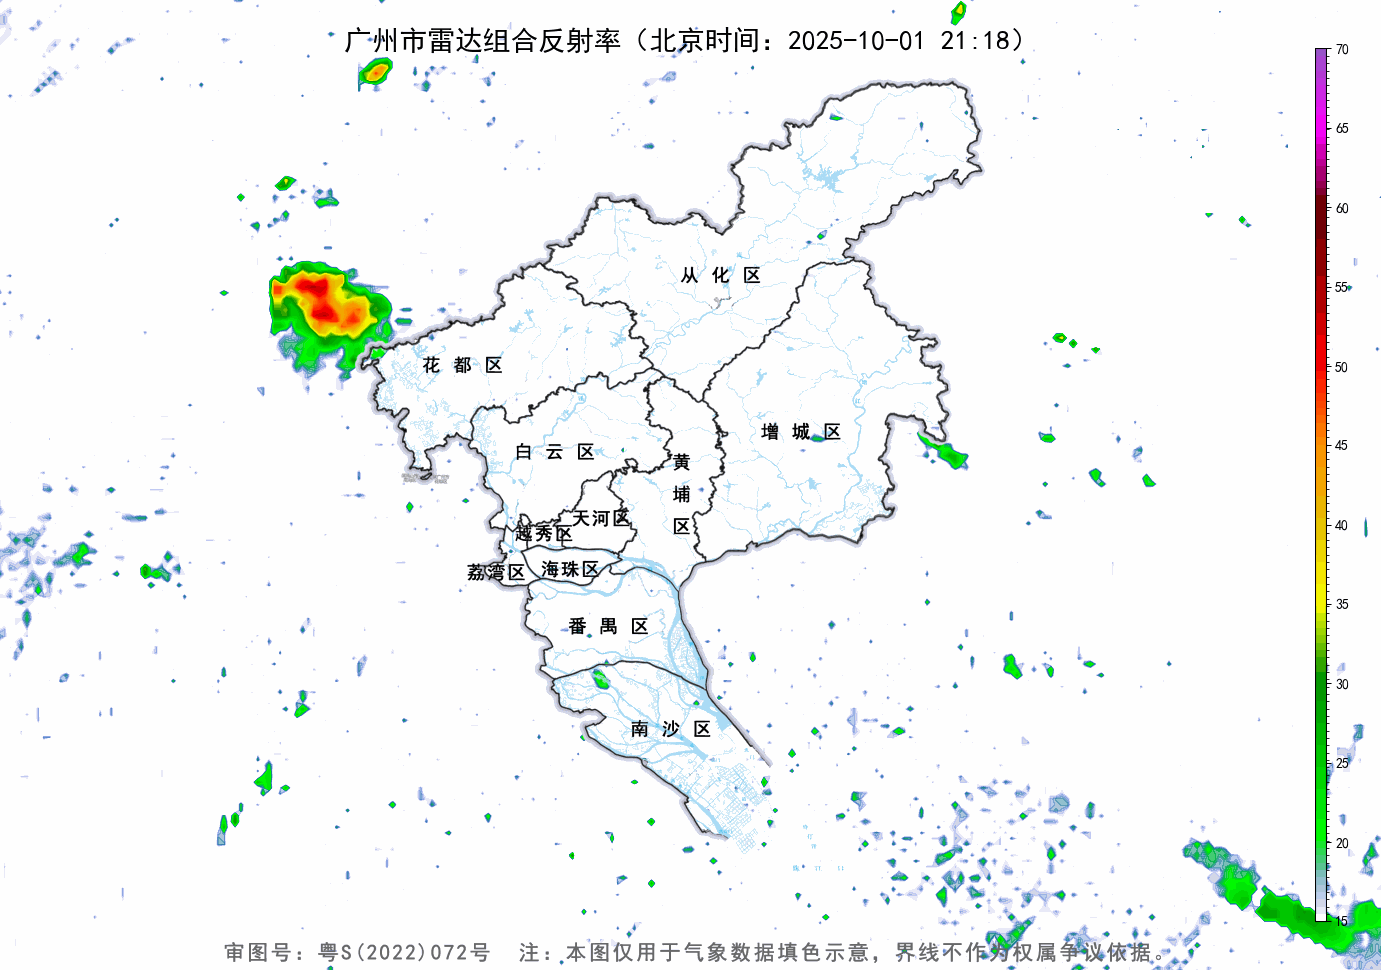 广州市雷达组合反射率（北京时间：2025-10-01 21:18）
70
65
60
55
50
45
40
35
30
25
20
15
从化区
花都区
增城区
白云区
黄埔区
天河区
越秀区
荔湾区
海珠区
番禺区
南沙区
审图号：粤S(2022)072号 注：本图仅用于气象数据填色示意，界线不作为权属争议依据。